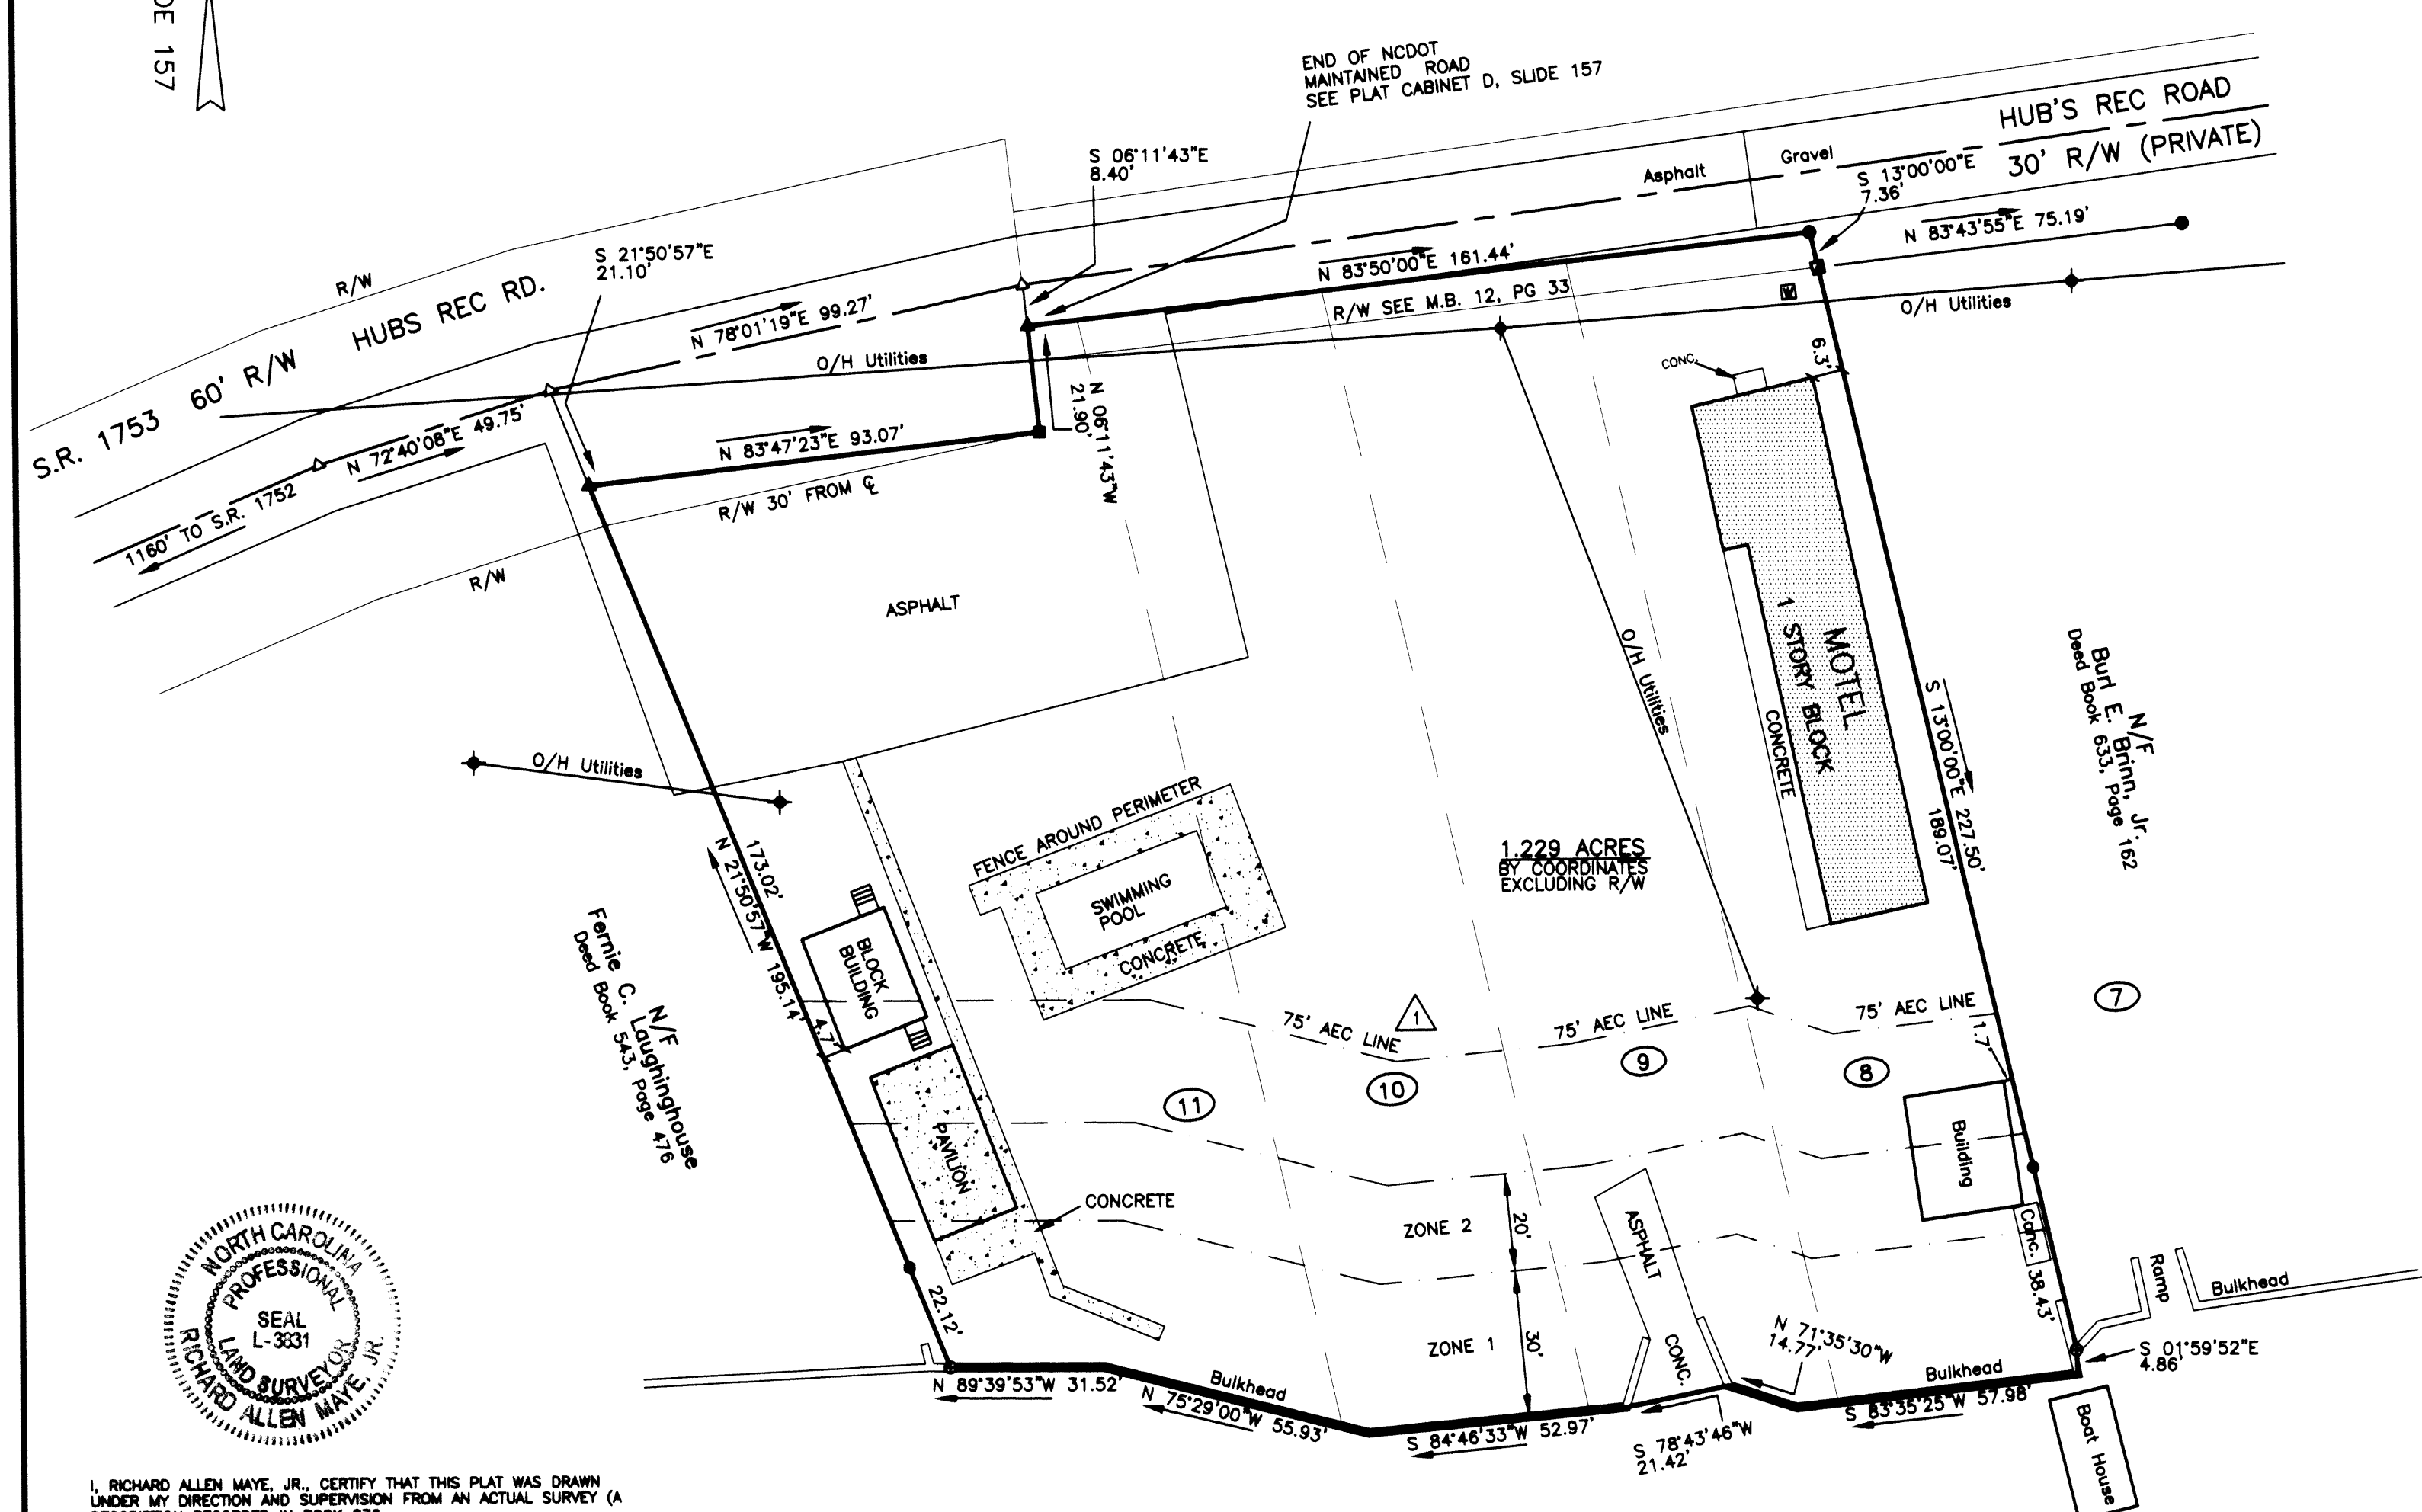 DE 157
END OF NCDOT
MAINTAINED ROAD
SEE PLAT CABINET D, SLIDE 157
HUB'S REC ROAD
30' R/W (PRIVATE)
S 06°11'43"E
8.40'
Asphalt
Gravel
S 13°00'00"E
7.36'
N 83°43'55"E 75.19'
S 21°50'57"E
21.10'
R/W
HUBS REC RD.
S.R. 1753 60' R/W
N 78°01'19"E 99.27'
N 83°50'00"E 161.44'
R/W SEE M.B. 12, PG 33
W
O/H Utilities
O/H Utilities
N 72°40'08"E 49.75'
1160' TO S.R. 1752
N 83°47'23"E 93.07'
R/W 30' FROM ℄
N 06°11'43"W
21.90'
CONC.
6.3'
R/W
ASPHALT
O/H Utilities
MOTEL
1 STORY BLOCK
CONCRETE
S 13°00'00"E 227.50'
189.07'
N/F
Burl E. Brinn, Jr.
Deed Book 633, Page 162
O/H Utilities
173.02'
N 21°50'57"W 195.14'
FENCE AROUND PERIMETER
SWIMMING
POOL
CONCRETE
1.229 ACRES
BY COORDINATES
EXCLUDING R/W
BLOCK
BUILDING
4.7'
N/F
Fernie C. Laughinghouse
Deed Book 543, Page 476
75' AEC LINE
1
75' AEC LINE
75' AEC LINE
1.7'
7
8
9
10
11
PAVILION
Building
CONCRETE
ZONE 2
20'
ASPHALT
Conc.
38.43'
Ramp
Bulkhead
22.12'
ZONE 1
30'
CONC.
N 71°35'30"W
14.77'
S 01°59'52"E
4.86'
N 89°39'53"W 31.52'
Bulkhead
N 75°29'00"W 55.93'
S 84°46'33"W 52.97'
S 78°43'46"W
21.42'
Bulkhead
S 83°35'25"W 57.98'
Boat House
NORTH CAROLINA
PROFESSIONAL
SEAL
L-3831
LAND SURVEYOR
RICHARD ALLEN MAYE, JR.
I, RICHARD ALLEN MAYE, JR., CERTIFY THAT THIS PLAT WAS DRAWN
UNDER MY DIRECTION AND SUPERVISION FROM AN ACTUAL SURVEY (A